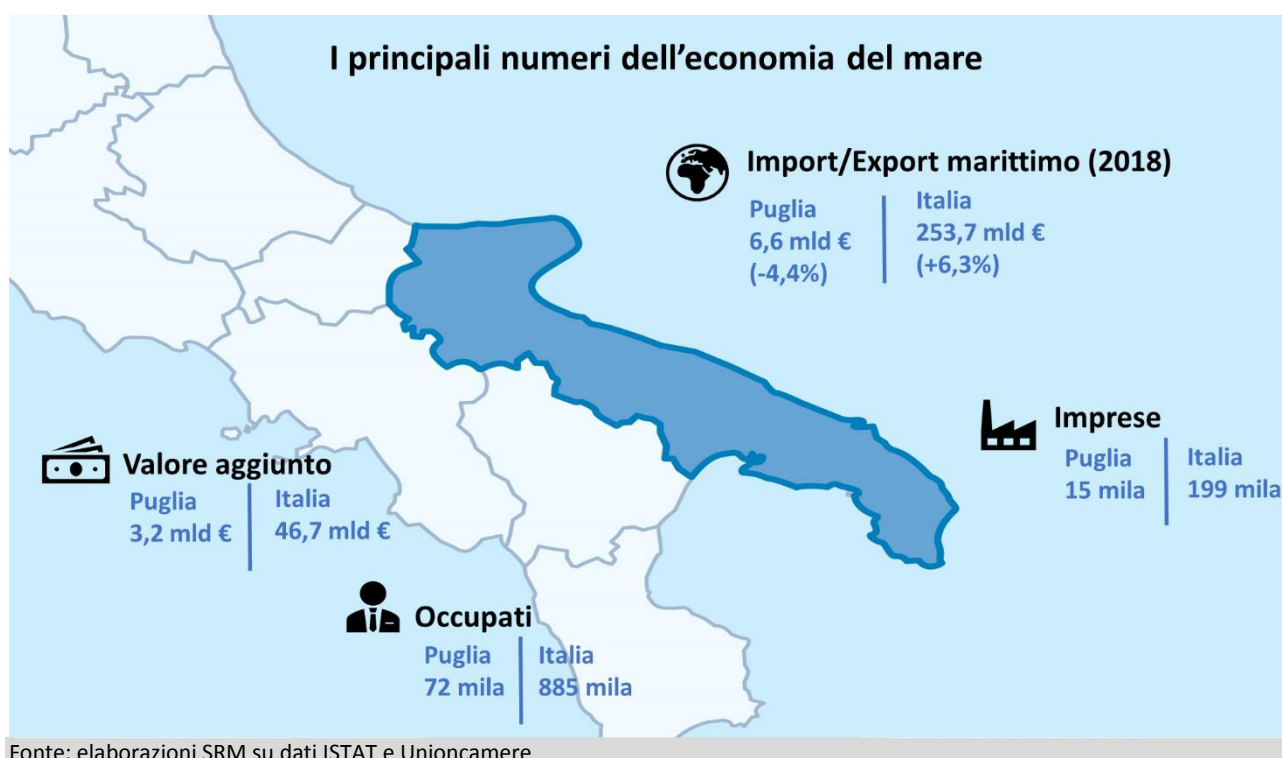 I principali numeri dell'economia del mare
Import/Export marittimo (2018)
Puglia
6,6 mld €
(-4,4%)
Italia
253,7 mld €
(+6,3%)
Imprese
Puglia
15 mila
Italia
199 mila
Valore aggiunto
Puglia
3,2 mld €
Italia
46,7 mld €
Occupati
Puglia
72 mila
Italia
885 mila
Fonte: elaborazioni SRM su dati ISTAT e Unioncamere